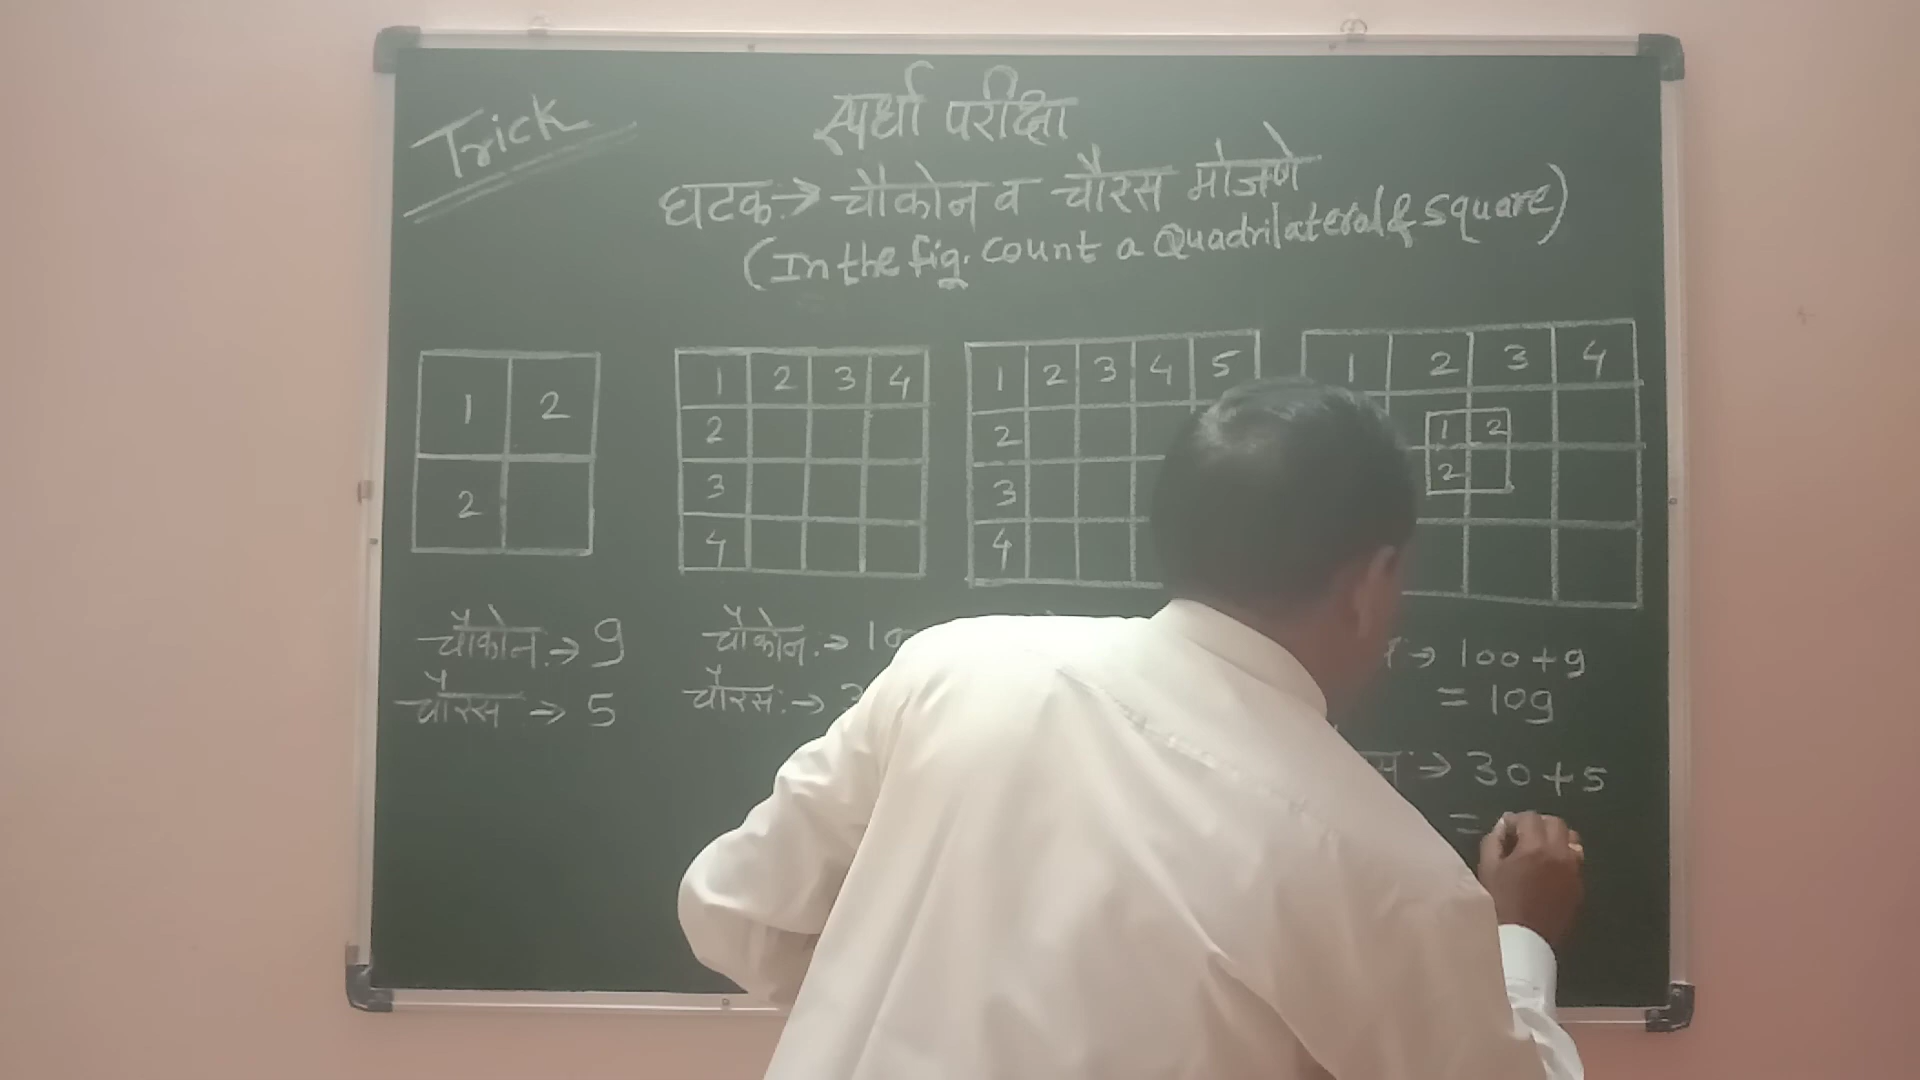 Trick
स्पर्धा परीक्षा
घटक:→ चौकोन व चौरस मोजणे
(In the fig. count a Quadrilateral & square)
1 2
2
1 2 3 4
2
3
4
1 2 3 4 5
2
3
4
1 2 3 4
1 2
2
चौकोन:→ 9
चौरस → 5
चौकोन:→
चौरस:→
→ 100+9
= 109
→ 30+5
=